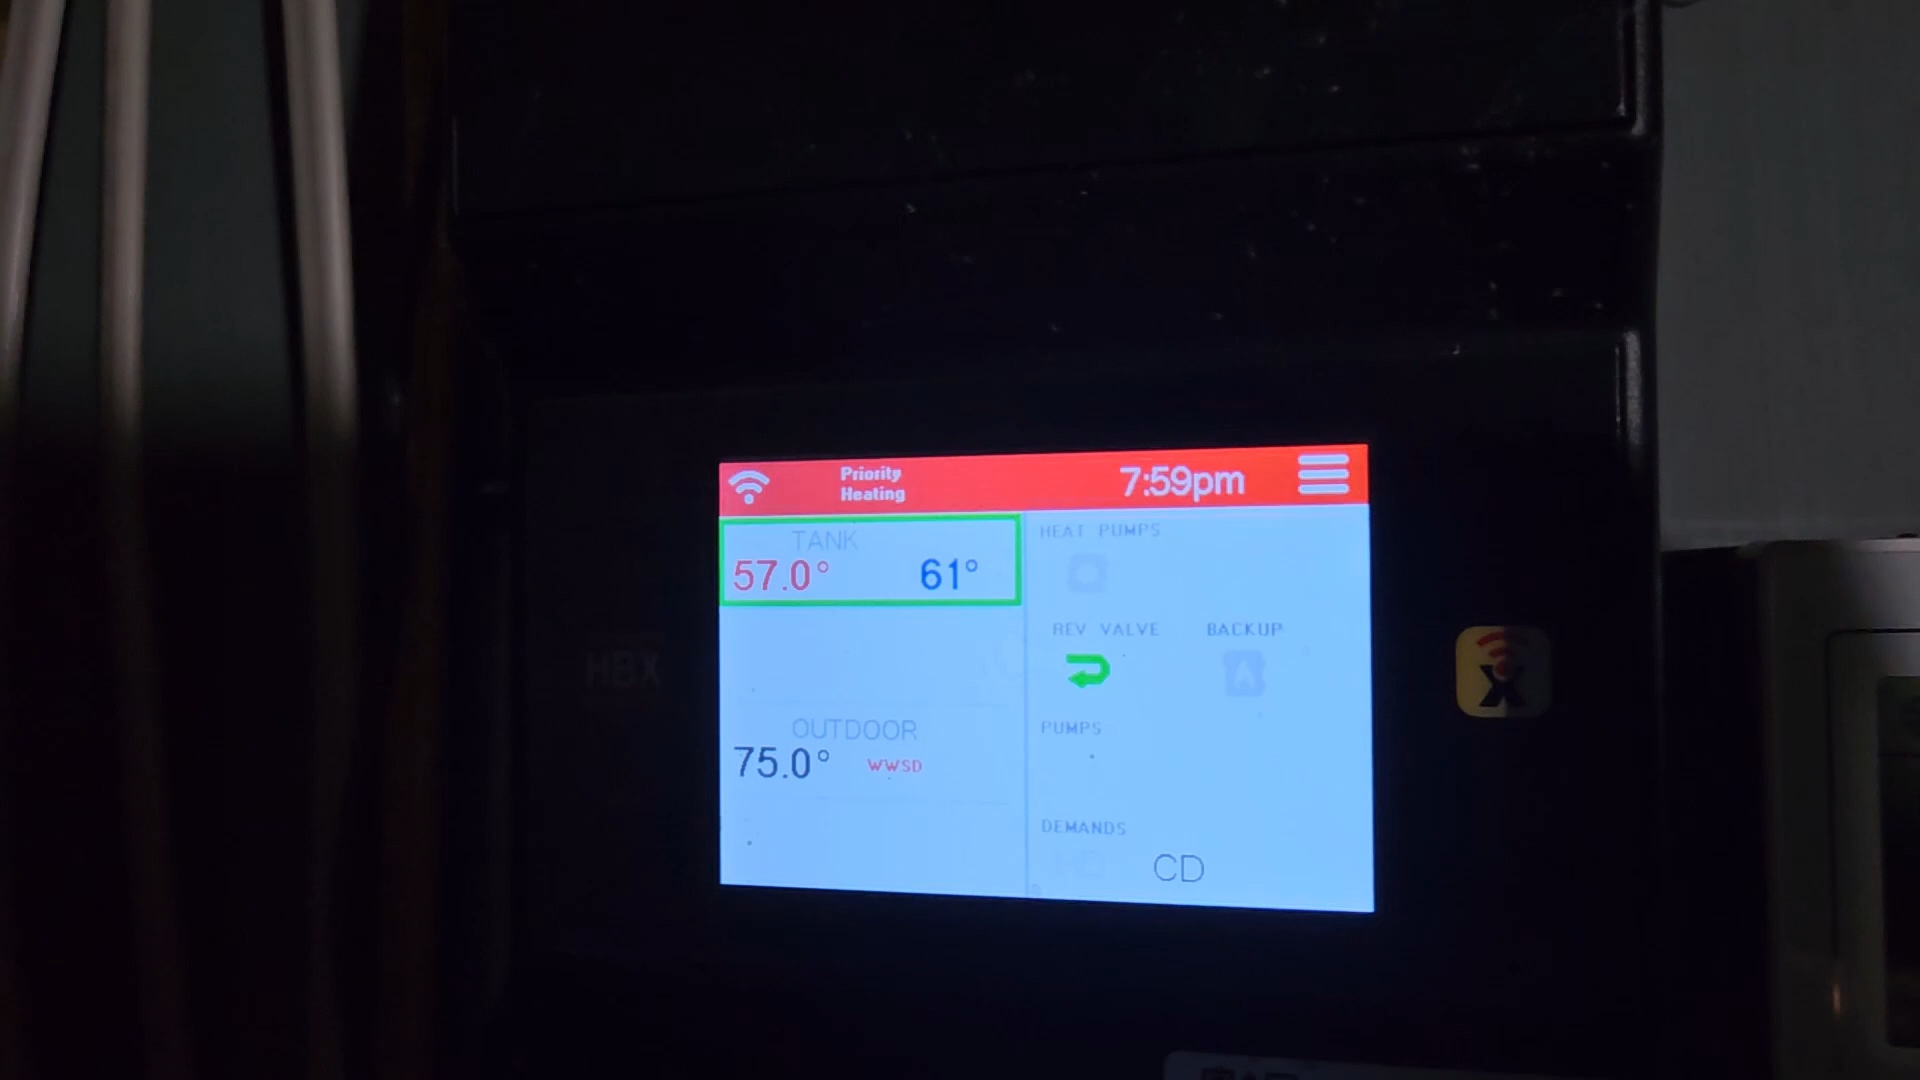 Priority
Heating
7:59pm
TANK
57.0° 61°
HEAT PUMPS
REV VALVE BACKUP
HBX
X
OUTDOOR
75.0° WWSD
PUMPS
DEMANDS
HD CD